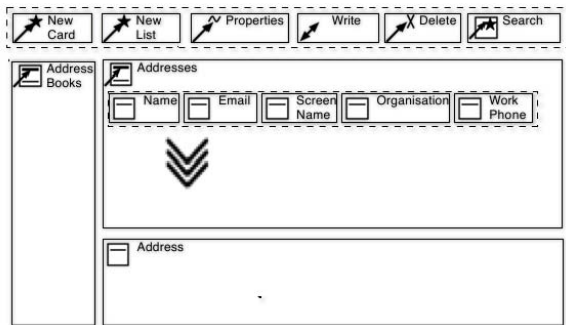 New
Card
New
List
Properties
Write
Delete
Search
Address
Books
Addresses
Name
Email
Screen
Name
Organisation
Work
Phone
Address